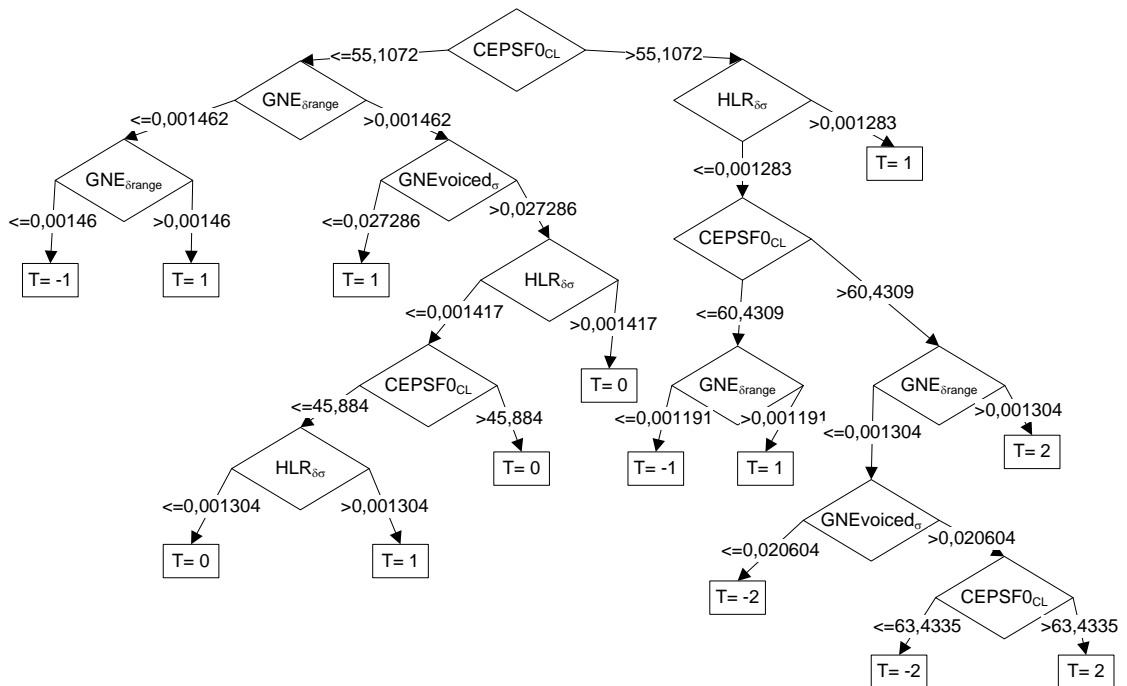 CEPSF0CL
<=55,1072
>55,1072
GNEδrange
HLRδσ
<=0,001462
>0,001462
>0,001283
T= 1
<=0,001283
GNEδrange
GNEvoicedσ
<=0,00146
>0,00146
<=0,027286
>0,027286
CEPSF0CL
T= -1
T= 1
T= 1
HLRδσ
>60,4309
<=0,001417
>0,001417
<=60,4309
CEPSF0CL
T= 0
GNEδrange
GNEδrange
<=45,884
>45,884
<=0,001191
>0,001191
>0,001304
<=0,001304
T= 2
HLRδσ
T= 0
T= -1
T= 1
<=0,001304
>0,001304
GNEvoicedσ
<=0,020604
>0,020604
T= 0
T= 1
T= -2
CEPSF0CL
<=63,4335
>63,4335
T= -2
T= 2